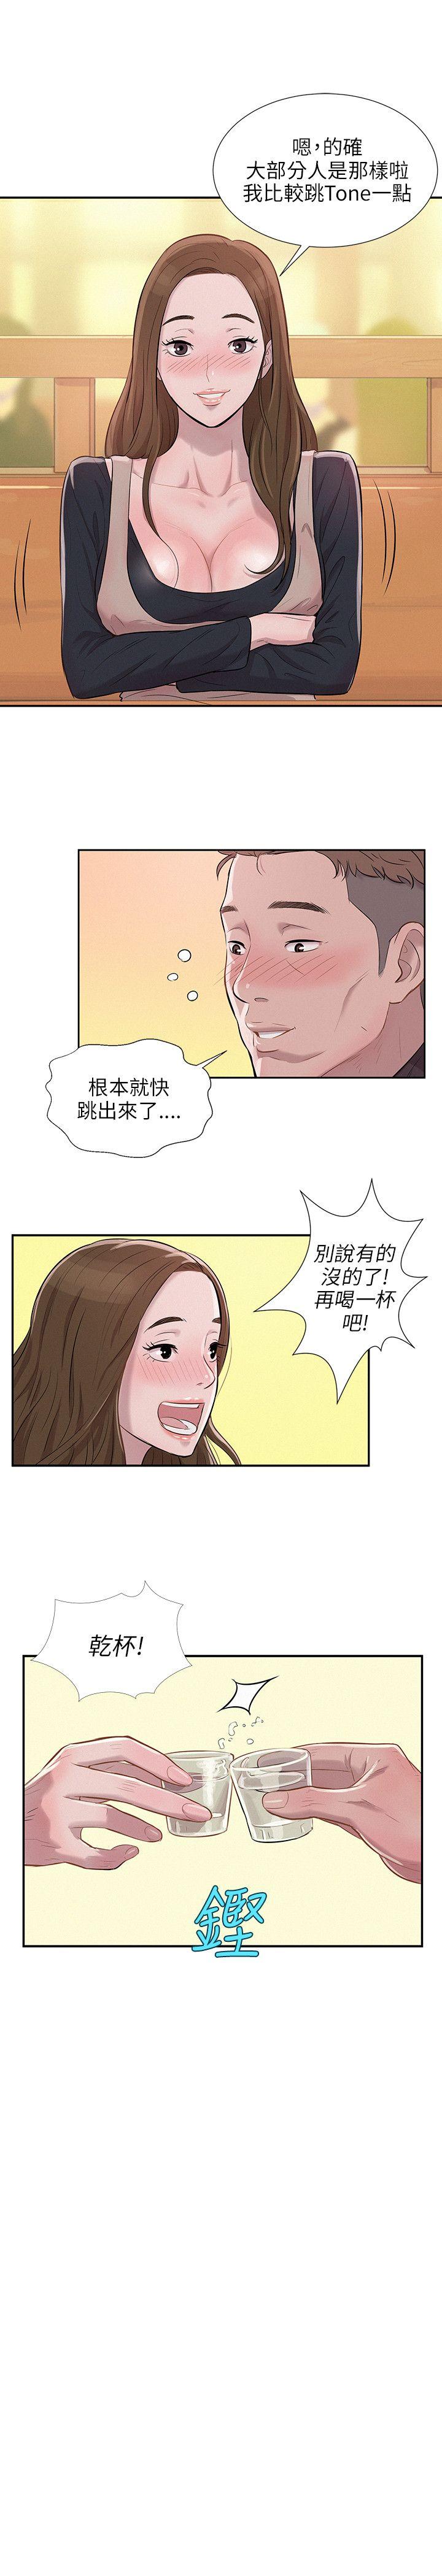 嗯，的確
大部分人是那樣啦
我比較跳Tone一點
根本就快
跳出來了....
別說有的
沒的了!
再喝一杯
吧!
乾杯!
鏗